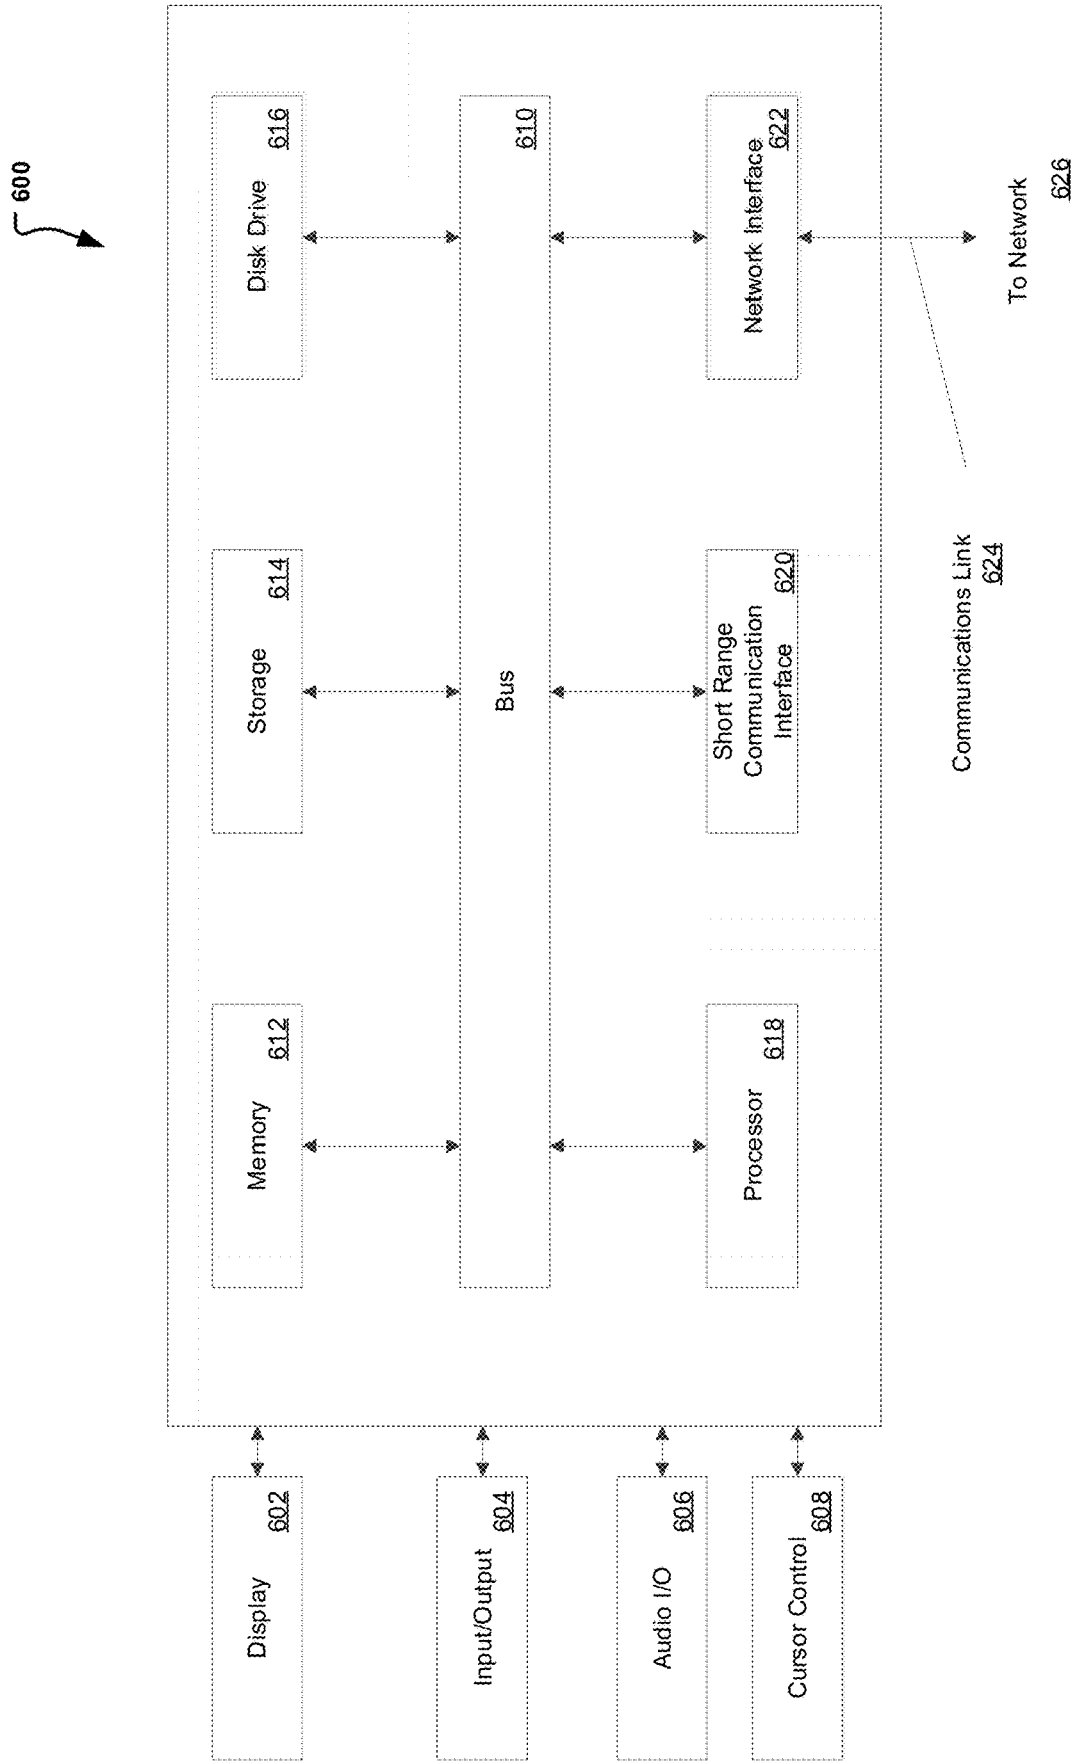 600
Display
602
Input/Output
604
Audio I/O
606
Cursor Control
608
Memory
612
Storage
614
Disk Drive
616
Bus
610
Processor
618
Short Range
Communication
Interface
620
Network Interface
622
Communications Link
624
To Network
626